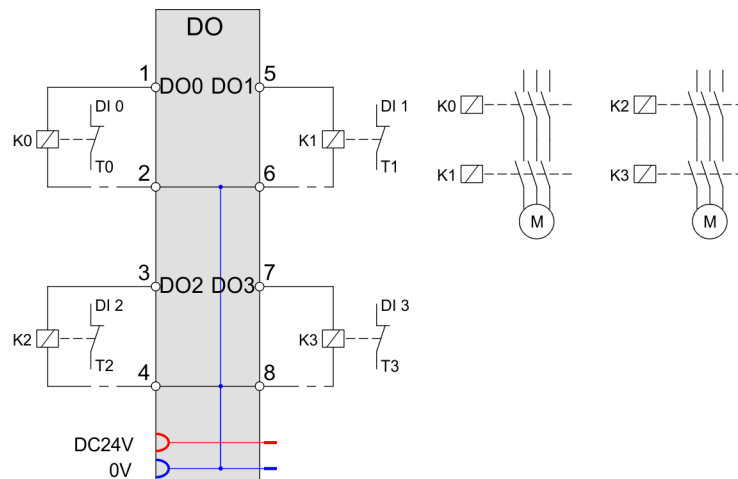 DO
1 DO0 DO1 5
DI 0 DI 1 K0 K2
K0 K1
T0 T1 K1 K3
2 6
M M
3 DO2 DO3 7
DI 2 DI 3
K2 K3
T2 T3
4 8
DC24V
0V